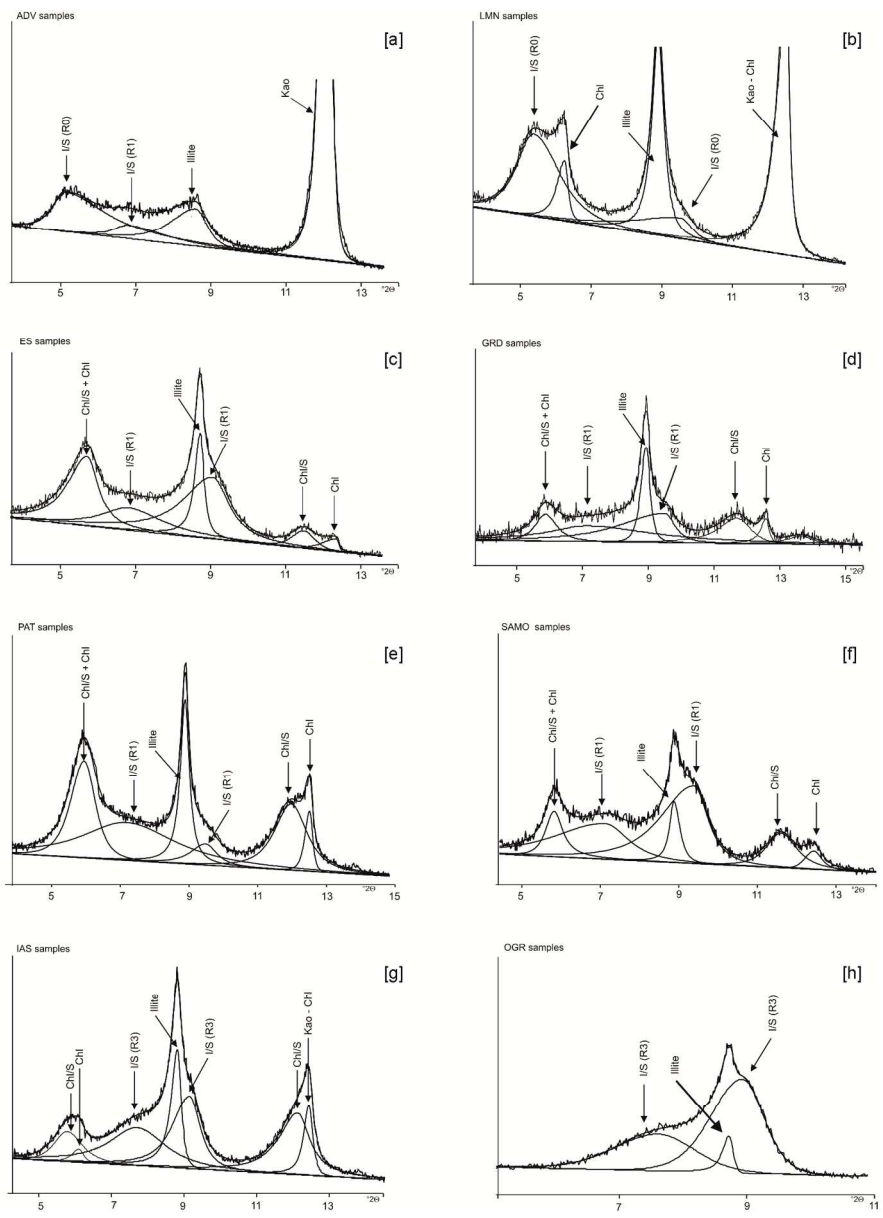 ADV samples
[a]
I/S (R0)
I/S (R1)
Illite
Kao
5 7 9 11 13 °2Θ
LMN samples
[b]
I/S (R0)
Chl
Illite
I/S (R0)
Kao - Chl
5 7 9 11 13 °2Θ
ES samples
[c]
Chl/S + Chl
I/S (R1)
Illite
I/S (R1)
Chl/S
Chl
5 7 9 11 13 °2Θ
GRD samples
[d]
Chl/S + Chl
I/S (R1)
Illite
I/S (R1)
Chl/S
Chl
5 7 9 11 13 15 °2Θ
PAT samples
[e]
Chl/S + Chl
I/S (R1)
Illite
I/S (R1)
Chl/S
Chl
5 7 9 11 13 15 °2Θ
SAMO samples
[f]
Chl/S + Chl
I/S (R1)
Illite
I/S (R1)
Chl/S
Chl
5 7 9 11 13 °2Θ
IAS samples
[g]
Chl/S
Chl
I/S (R3)
Illite
I/S (R3)
Chl/S
Kao - Chl
5 7 9 11 13 °2Θ
OGR samples
[h]
I/S (R3)
Illite
I/S (R3)
7 9 11 °2Θ